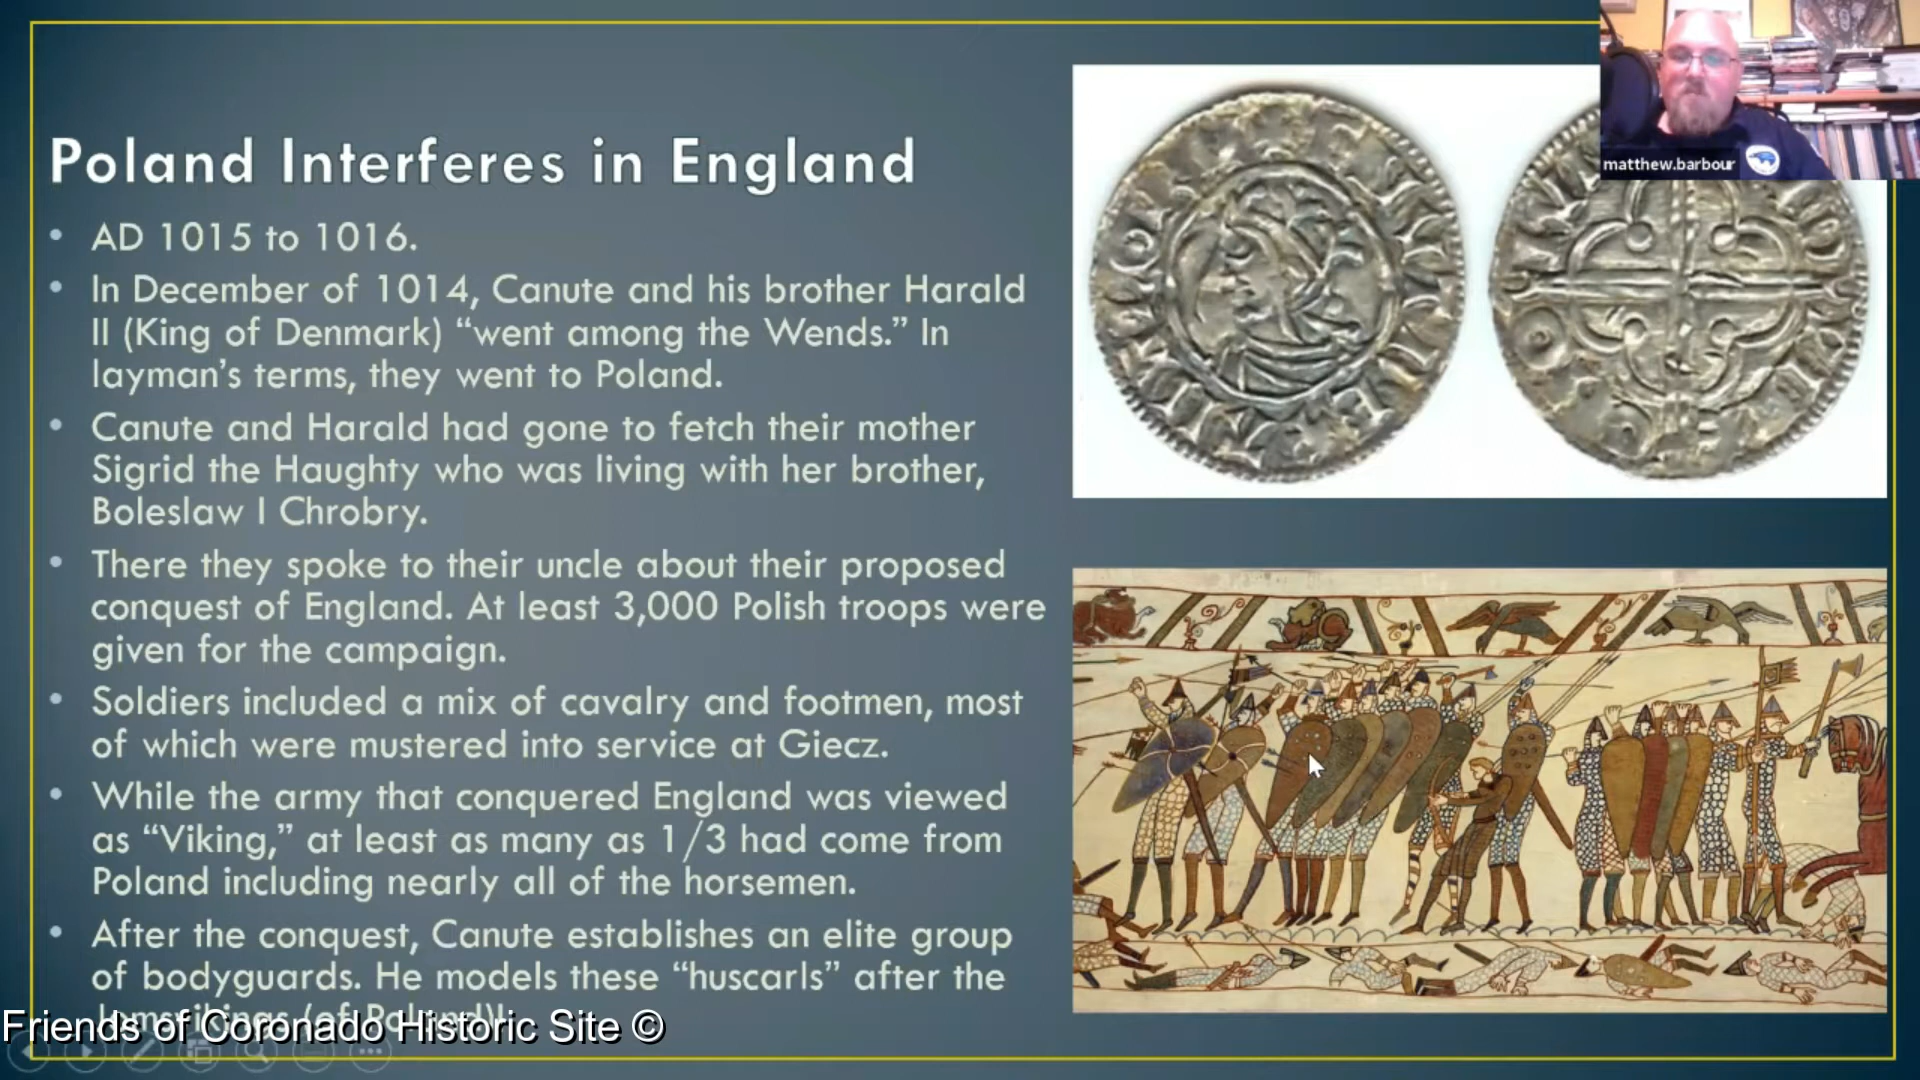 Poland Interferes in England
• AD 1015 to 1016.
• In December of 1014, Canute and his brother Harald
II (King of Denmark) “went among the Wends.” In
layman’s terms, they went to Poland.
• Canute and Harald had gone to fetch their mother
Sigrid the Haughty who was living with her brother,
Boleslaw I Chrobry.
• There they spoke to their uncle about their proposed
conquest of England. At least 3,000 Polish troops were
given for the campaign.
• Soldiers included a mix of cavalry and footmen, most
of which were mustered into service at Giecz.
• While the army that conquered England was viewed
as “Viking,” at least as many as 1/3 had come from
Poland including nearly all of the horsemen.
• After the conquest, Canute establishes an elite group
of bodyguards. He models these “huscarls” after the
Jomsvikings (of Poland)!
Friends of Coronado Historic Site ©
matthew.barbour